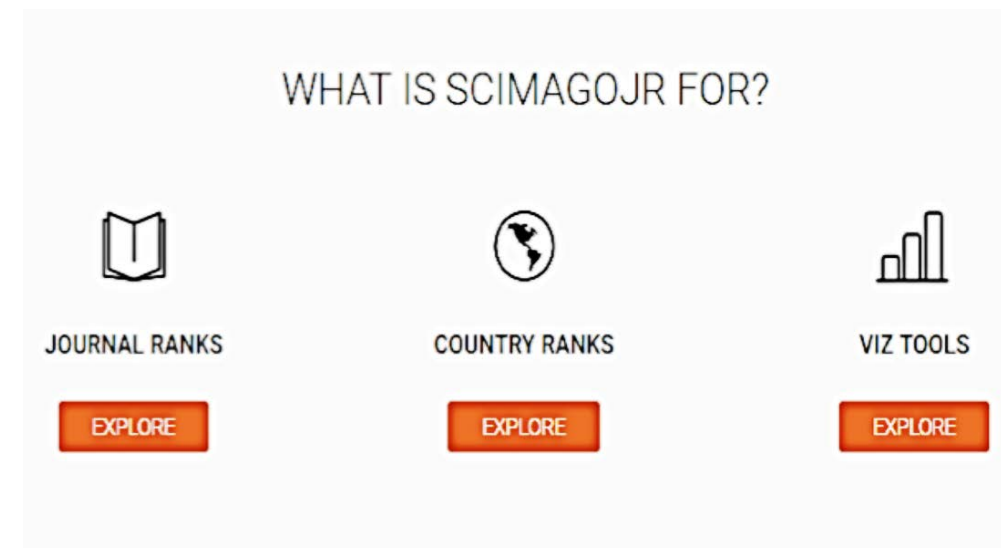 WHAT IS SCIMAGOJR FOR?
JOURNAL RANKS
COUNTRY RANKS
VIZ TOOLS
EXPLORE
EXPLORE
EXPLORE